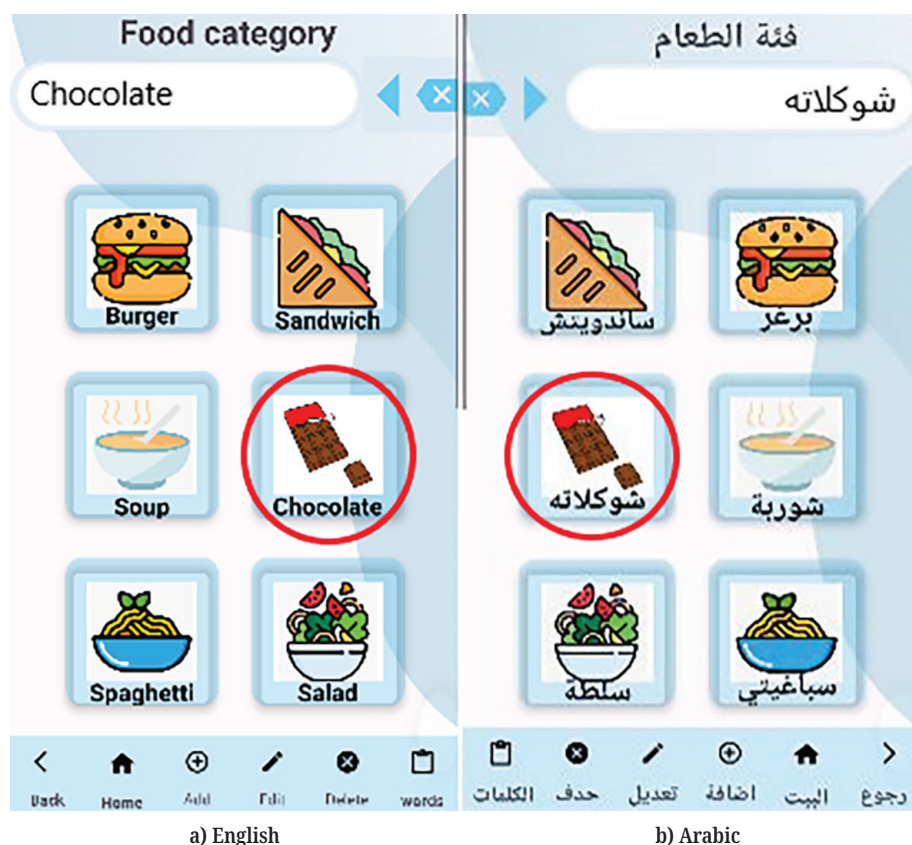 Food category
Chocolate
Burger
Sandwich
Soup
Chocolate
Spaghetti
Salad
Back
Home
Add
Edit
Delete
words
a) English
فئة الطعام
شوكلاته
برغر
ساندويتش
شوربة
شوكلاته
سباغيتي
سلطة
رجوع
البيت
اضافة
تعديل
حدف
الكلمات
b) Arabic